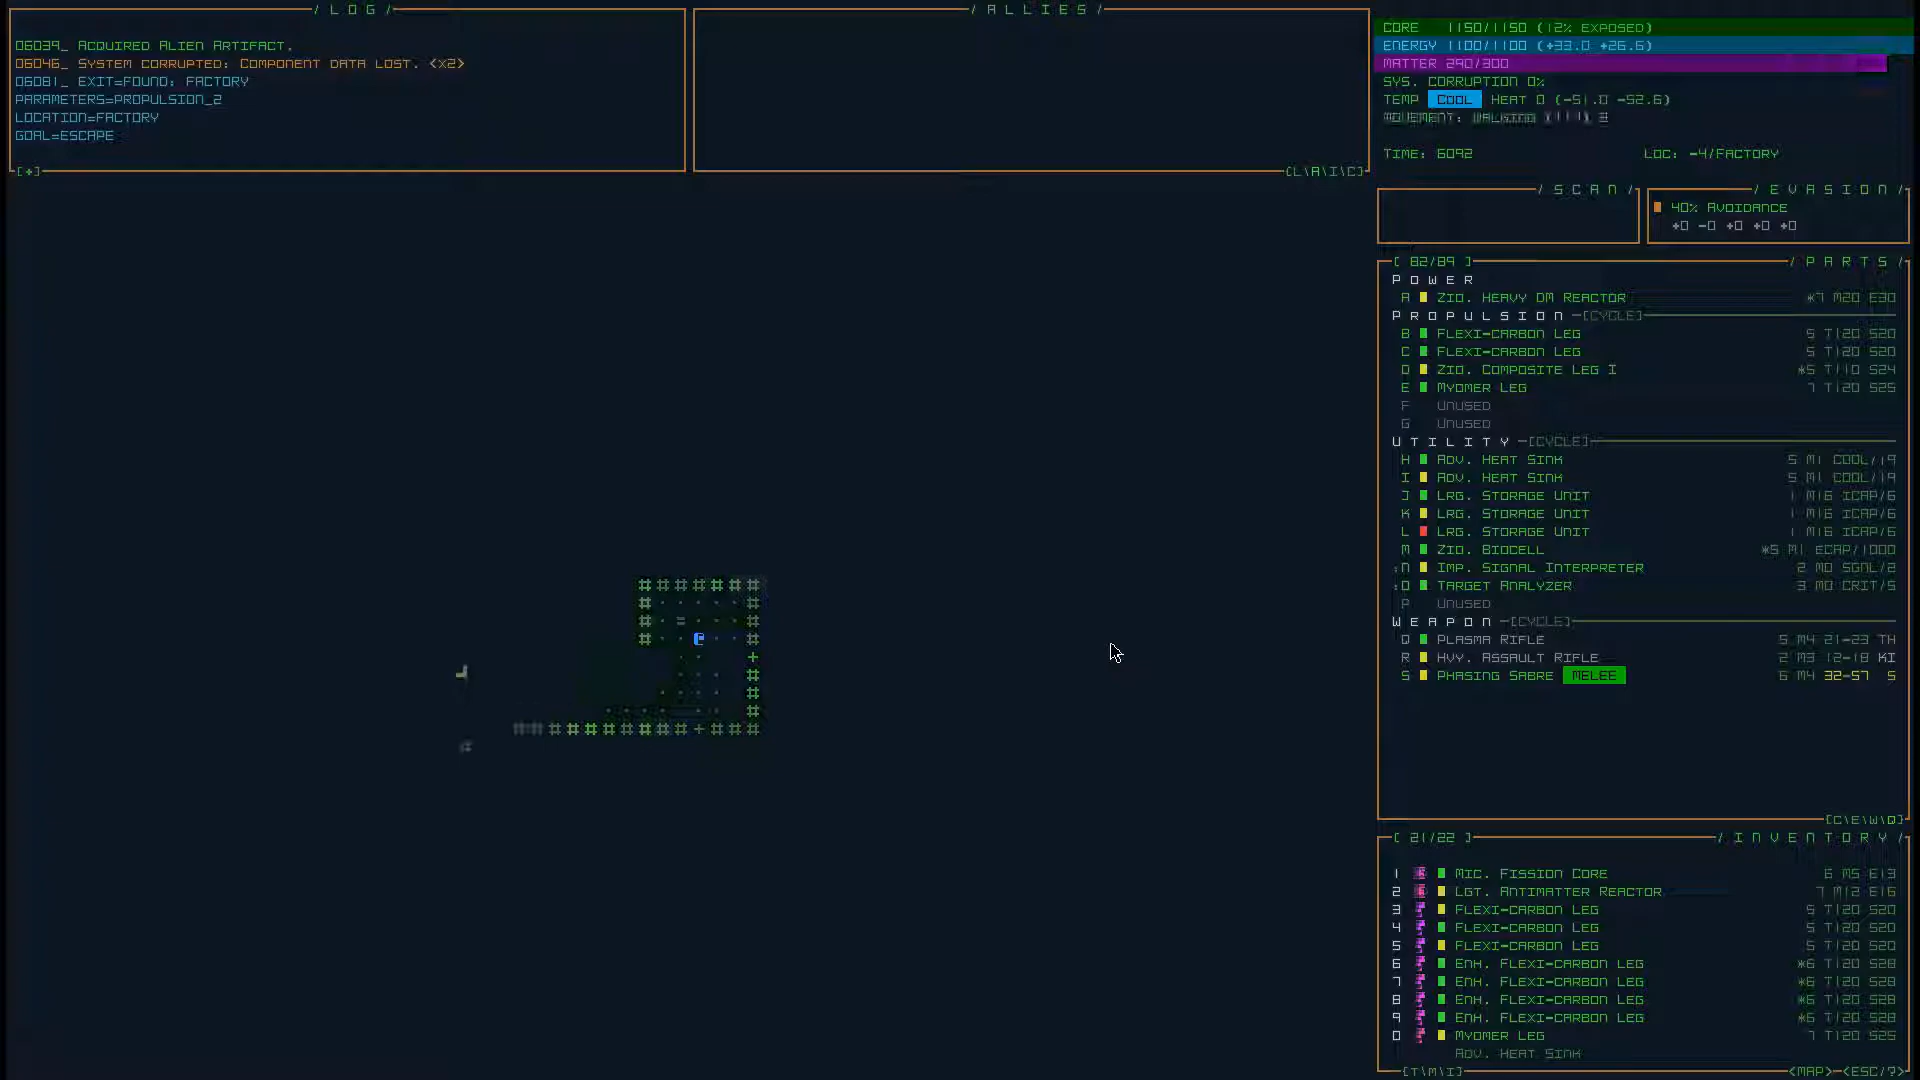 / L O G /
06039_ Acquired Alien Artifact.
06046_ System corrupted: Component data lost. <x2>
06081_ EXIT=FOUND: FACTORY
PARAMETERS=PROPULSION_2
LOCATION=FACTORY
GOAL=ESCAPE
[+]
/ A L L I E S /
[L\A\I\C]
CORE 1150/1150 (12% EXPOSED)
ENERGY 1100/1100 (+33.0 +26.6)
MATTER 290/300
SYS. CORRUPTION 0%
TEMP COOL HEAT 0 (-51.0 -52.6)
MOVEMENT: WALKING
TIME: 6092 LOC: -4/FACTORY
/ S C A N /
/ E V A S I O N /
40% Avoidance
+0 -0 +0 +0 +0
[ 82/89 ] / P A R T S /
P O W E R
A Zio. Heavy DM Reactor *7 M20 E30
P R O P U L S I O N [CYCLE]
B Flexi-carbon Leg 5 T120 S20
C Flexi-carbon Leg 5 T120 S20
D Zio. Composite Leg I *5 T110 S24
E Myomer Leg 7 T120 S25
F Unused
G Unused
U T I L I T Y [CYCLE]
H Adv. Heat Sink 5 M1 COOL/19
I Adv. Heat Sink 5 M1 COOL/19
J Lrg. Storage Unit 1 M16 ICAP/6
K Lrg. Storage Unit 1 M16 ICAP/6
L Lrg. Storage Unit 1 M16 ICAP/6
M Zio. Biocell *5 M1 ECAP/1000
:N Imp. Signal Interpreter 2 M0 SGNL/2
:O Target Analyzer 3 M0 CRIT/5
P Unused
W E A P O N [CYCLE]
Q Plasma Rifle 5 M4 21-23 TH
R Hvy. Assault Rifle 2 M3 12-18 KI
S Phasing Sabre MELEE 6 M4 32-57 S
[C\E\W\Q]
[ 21/22 ] / I N V E N T O R Y /
1 Mic. Fission Core 6 M5 E13
2 Lgt. Antimatter Reactor 7 M12 E16
3 Flexi-carbon Leg 5 T120 S20
4 Flexi-carbon Leg 5 T120 S20
5 Flexi-carbon Leg 5 T120 S20
6 Enh. Flexi-carbon Leg *6 T120 S28
7 Enh. Flexi-carbon Leg *6 T120 S28
8 Enh. Flexi-carbon Leg *6 T120 S28
9 Enh. Flexi-carbon Leg *6 T120 S28
0 Myomer Leg 7 T120 S25
Adv. Heat Sink
[T\M\I] <MAP> <ESC/?>